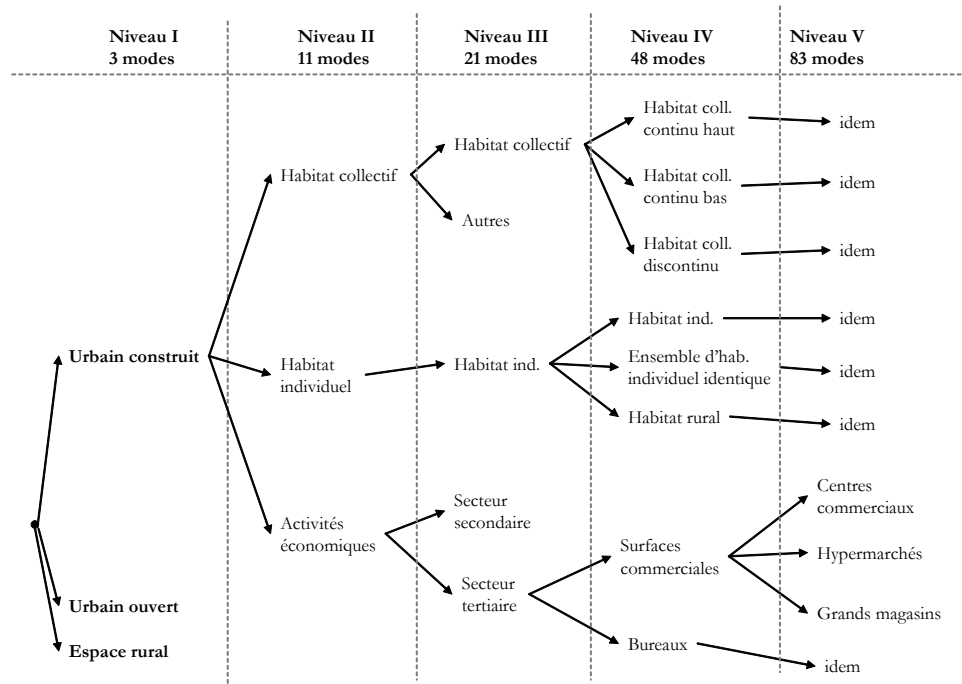 Niveau I
3 modes
Niveau II
11 modes
Niveau III
21 modes
Niveau IV
48 modes
Niveau V
83 modes
Urbain construit
Urbain ouvert
Espace rural
Habitat collectif
Habitat
individuel
Activités
économiques
Habitat collectif
Autres
Habitat ind.
Secteur
secondaire
Secteur
tertiaire
Habitat coll.
continu haut
Habitat coll.
continu bas
Habitat coll.
discontinu
Habitat ind.
Ensemble d'hab.
individuel identique
Habitat rural
Surfaces
commerciales
Bureaux
idem
idem
idem
idem
idem
idem
Centres
commerciaux
Hypermarchés
Grands magasins
idem